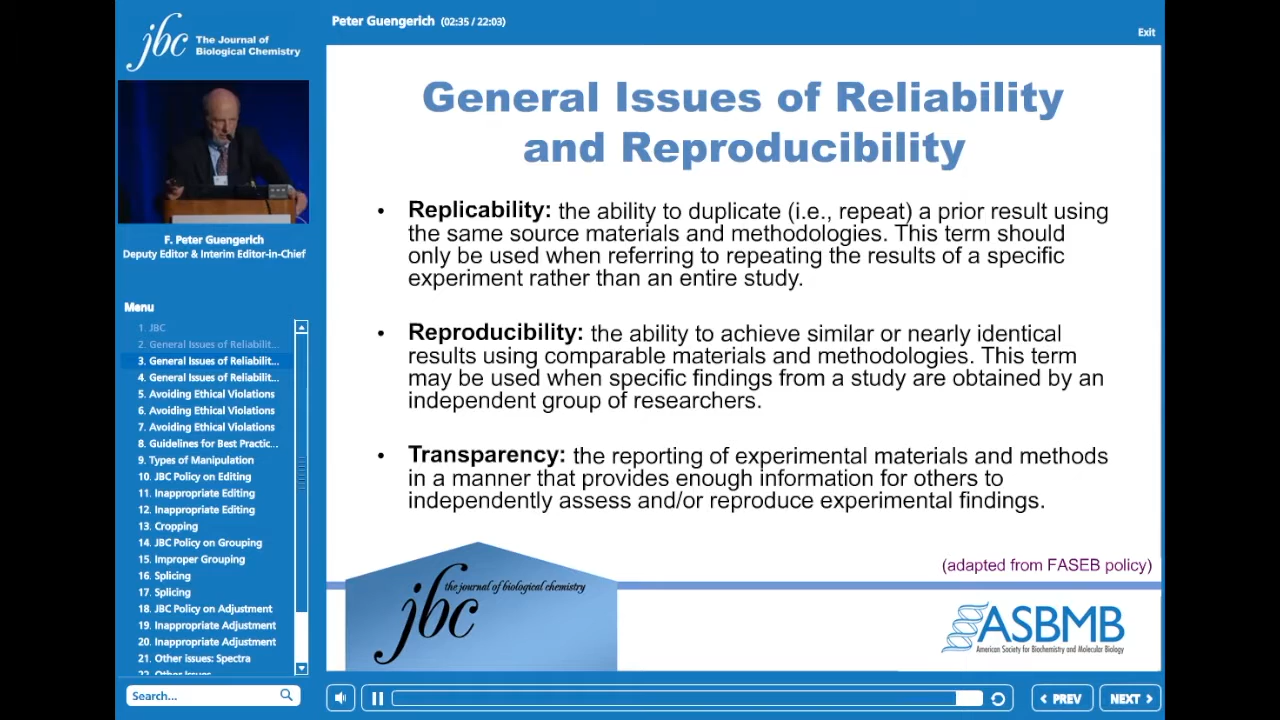 jbc The Journal of
Biological Chemistry
Peter Guengerich (02:35 / 22:03)
Exit
F. Peter Guengerich
Deputy Editor & Interim Editor-in-Chief
Menu
1. JBC
2. General Issues of Reliabilit...
3. General Issues of Reliabilit...
4. General Issues of Reliabilit...
5. Avoiding Ethical Violations
6. Avoiding Ethical Violations
7. Avoiding Ethical Violations
8. Guidelines for Best Practic...
9. Types of Manipulation
10. JBC Policy on Editing
11. Inappropriate Editing
12. Inappropriate Editing
13. Cropping
14. JBC Policy on Grouping
15. Improper Grouping
16. Splicing
17. Splicing
18. JBC Policy on Adjustment
19. Inappropriate Adjustment
20. Inappropriate Adjustment
21. Other issues: Spectra
22. Other Issues
Search...
General Issues of Reliability
and Reproducibility
• Replicability: the ability to duplicate (i.e., repeat) a prior result using
the same source materials and methodologies. This term should
only be used when referring to repeating the results of a specific
experiment rather than an entire study.
• Reproducibility: the ability to achieve similar or nearly identical
results using comparable materials and methodologies. This term
may be used when specific findings from a study are obtained by an
independent group of researchers.
• Transparency: the reporting of experimental materials and methods
in a manner that provides enough information for others to
independently assess and/or reproduce experimental findings.
(adapted from FASEB policy)
the journal of biological chemistry
jbc
ASBMB
American Society for Biochemistry and Molecular Biology
PREV
NEXT